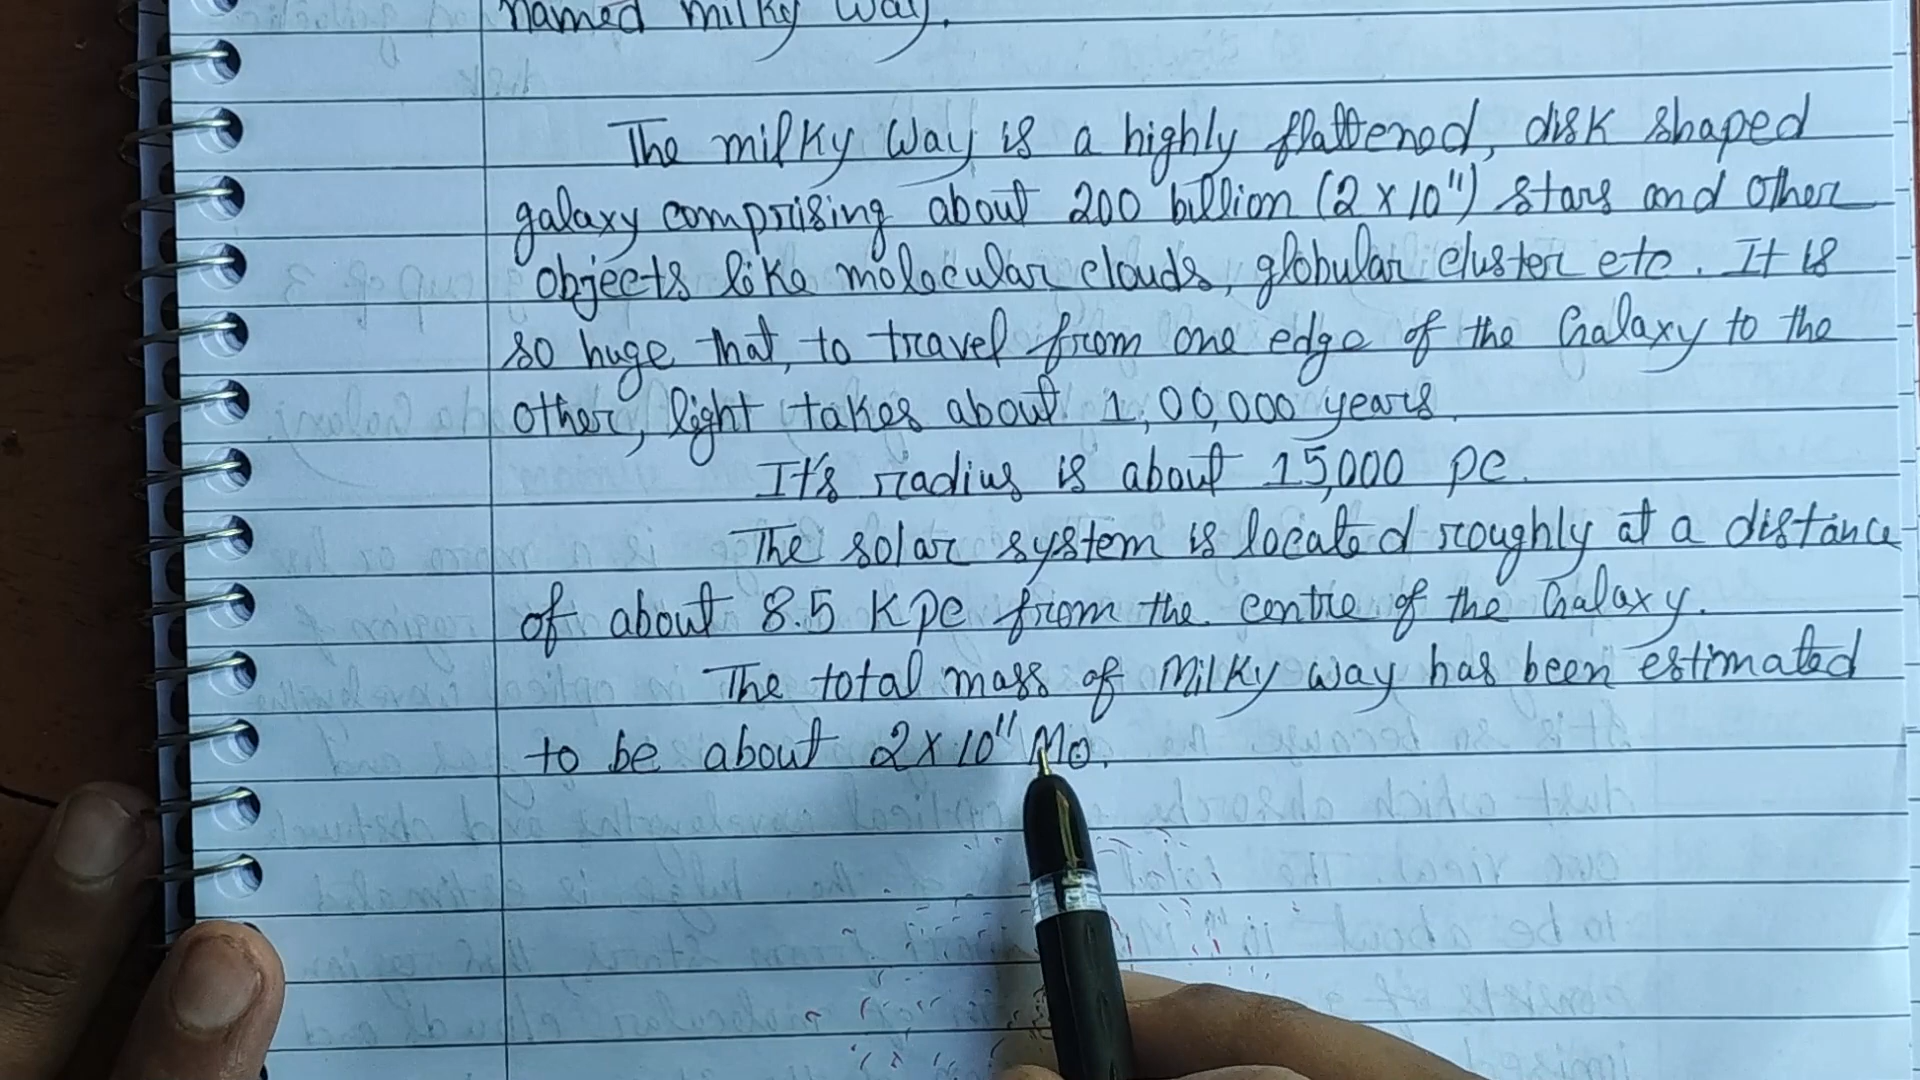 named milky way.
The milky way is a highly flattened, disk shaped
galaxy comprising about 200 billion (2 x 10¹¹) stars and other
objects like molecular clouds, globular cluster etc. It is
so huge that, to travel from one edge of the Galaxy to the
other, light takes about 1,00,000 years.
It's radius is about 15,000 pc.
The solar system is located roughly at a distance
of about 8.5 Kpc from the centre of the Galaxy.
The total mass of Milky way has been estimated
to be about 2 x 10¹¹ M⊙.